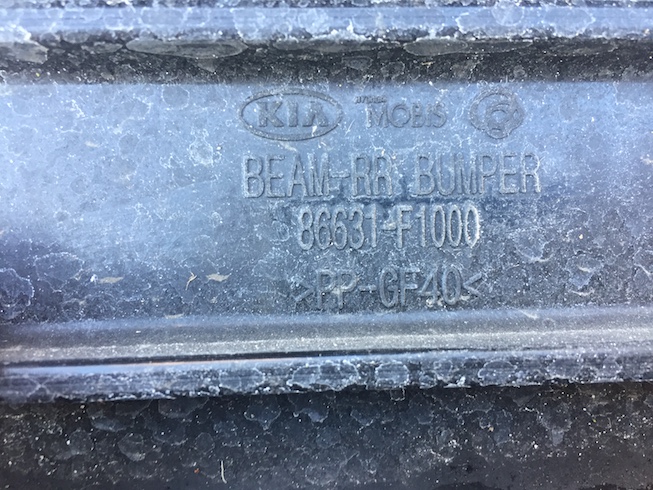 KIA MOBIS
BEAM-RR BUMPER
86631-F1000
>PP-GF40<